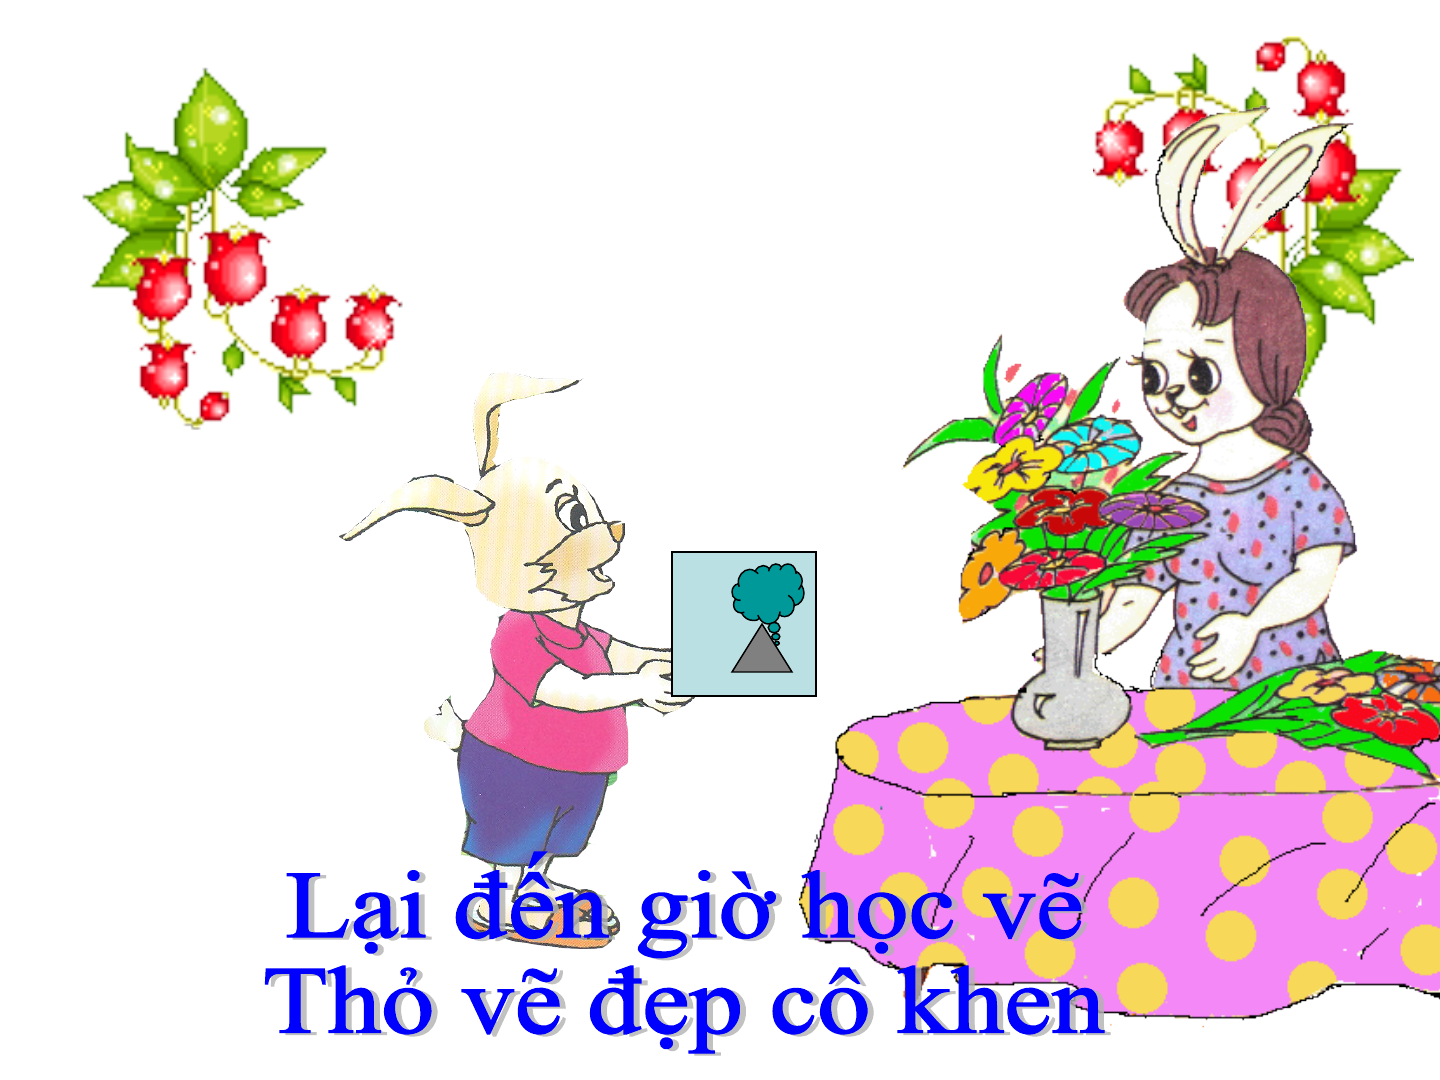 Lại đến giờ học vẽ
Thỏ vẽ đẹp cô khen